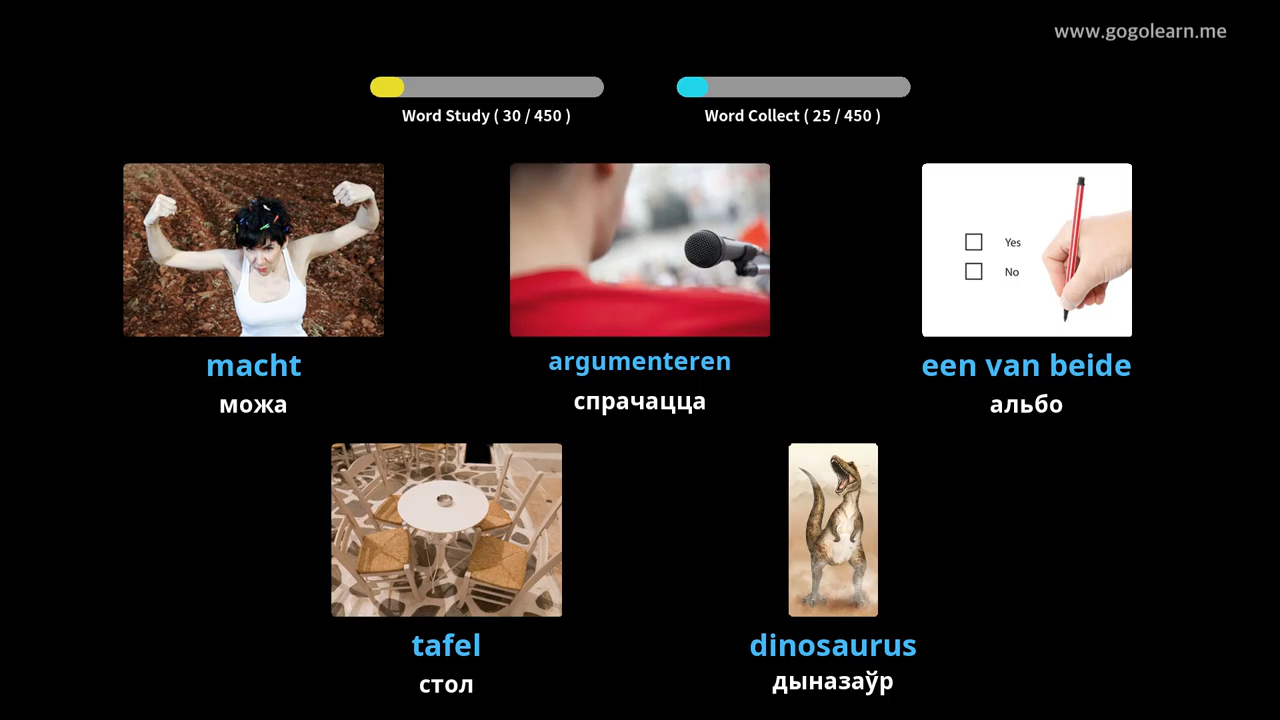 www.gogolearn.me
Word Study ( 30 / 450 )
Word Collect ( 25 / 450 )
Yes
No
macht
можа
argumenteren
спрачацца
een van beide
альбо
tafel
стол
dinosaurus
дыназаўр